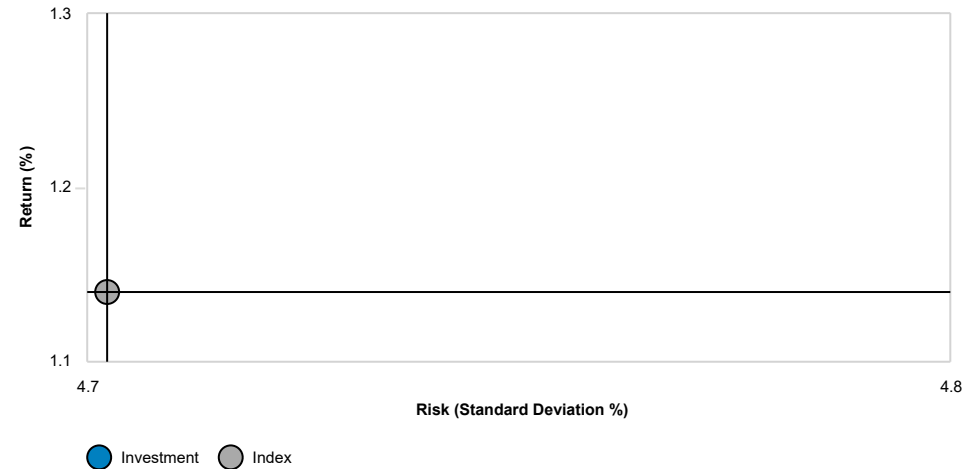 1.3
Return (%)
1.2
1.1
4.7 4.8
Risk (Standard Deviation %)
Investment Index